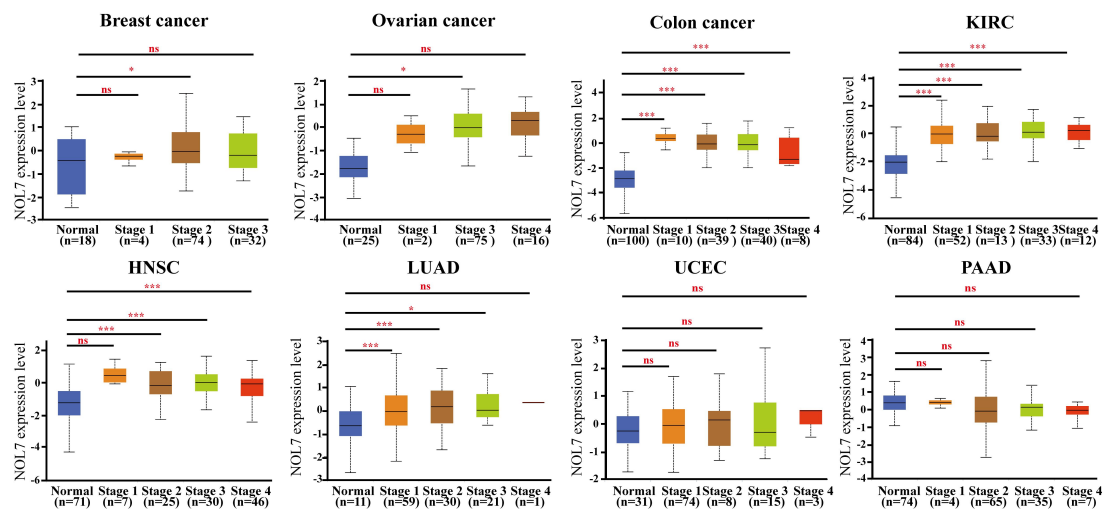 Breast cancer
ns
*
ns
NOL7 expression level
3
2
1
0
-1
-2
-3
Normal Stage 1 Stage 2 Stage 3
(n=18) (n=4) (n=74 ) (n=32)
Ovarian cancer
ns
*
ns
NOL7 expression level
3
2
1
0
-1
-2
-3
-4
Normal Stage 1 Stage 3 Stage 4
(n=25) (n=2) (n=75 ) (n=16)
Colon cancer
***
***
***
***
NOL7 expression level
6
4
2
0
-2
-4
-6
Normal Stage 1 Stage 2 Stage 3 Stage 4
(n=100) (n=10) (n=39 ) (n=40) (n=8)
KIRC
***
***
***
***
NOL7 expression level
4
2
0
-2
-4
-6
Normal Stage 1 Stage 2 Stage 3 Stage 4
(n=84) (n=52) (n=13 ) (n=33) (n=12)
HNSC
***
***
***
ns
NOL7 expression level
2
0
-2
-4
-6
Normal Stage 1 Stage 2 Stage 3 Stage 4
(n=71) (n=7) (n=25) (n=30) (n=46)
LUAD
ns
*
***
***
NOL7 expression level
3
2
1
0
-1
-2
-3
Normal Stage 1 Stage 2 Stage 3 Stage 4
(n=11) (n=59) (n=30) (n=21) (n=1)
UCEC
ns
ns
ns
ns
NOL7 expression level
3
2
1
0
-1
-2
Normal Stage 1 Stage 2 Stage 3 Stage 4
(n=31) (n=74) (n=8) (n=15) (n=3)
PAAD
ns
ns
ns
ns
NOL7 expression level
4
3
2
1
0
-1
-2
-3
-4
Normal Stage 1 Stage 2 Stage 3 Stage 4
(n=74) (n=4) (n=65) (n=35) (n=7)